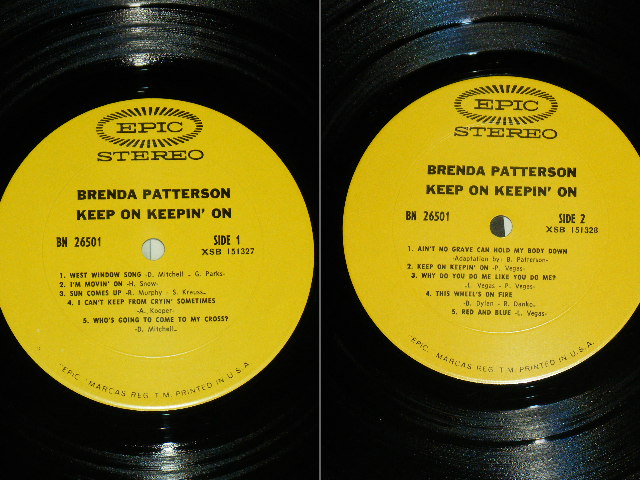 EPIC
STEREO
BRENDA PATTERSON
KEEP ON KEEPIN' ON
BN 26501
SIDE 1
XSB 151327
1. WEST WINDOW SONG -D. Mitchell - G. Parks-
2. I'M MOVIN' ON -H. Snow-
3. SUN COMES UP -R. Murphy - S. Krauss-
4. I CAN'T KEEP FROM CRYIN' SOMETIMES
-A. Kooper-
5. WHO'S GOING TO COME TO MY CROSS?
-D. Mitchell-
"EPIC," MARCAS REG. T.M. PRINTED IN U.S.A.
EPIC
STEREO
BRENDA PATTERSON
KEEP ON KEEPIN' ON
BN 26501
SIDE 2
XSB 151328
1. AIN'T NO GRAVE CAN HOLD MY BODY DOWN
-Adaptation by: B. Patterson-
2. KEEP ON KEEPIN' ON -P. Vegas-
3. WHY DO YOU DO ME LIKE YOU DO ME?
-L. Vegas - P. Vegas-
4. THIS WHEEL'S ON FIRE
-B. Dylan - R. Danko-
5. RED AND BLUE -L. Vegas-
"EPIC," MARCAS REG. T.M. PRINTED IN U.S.A.